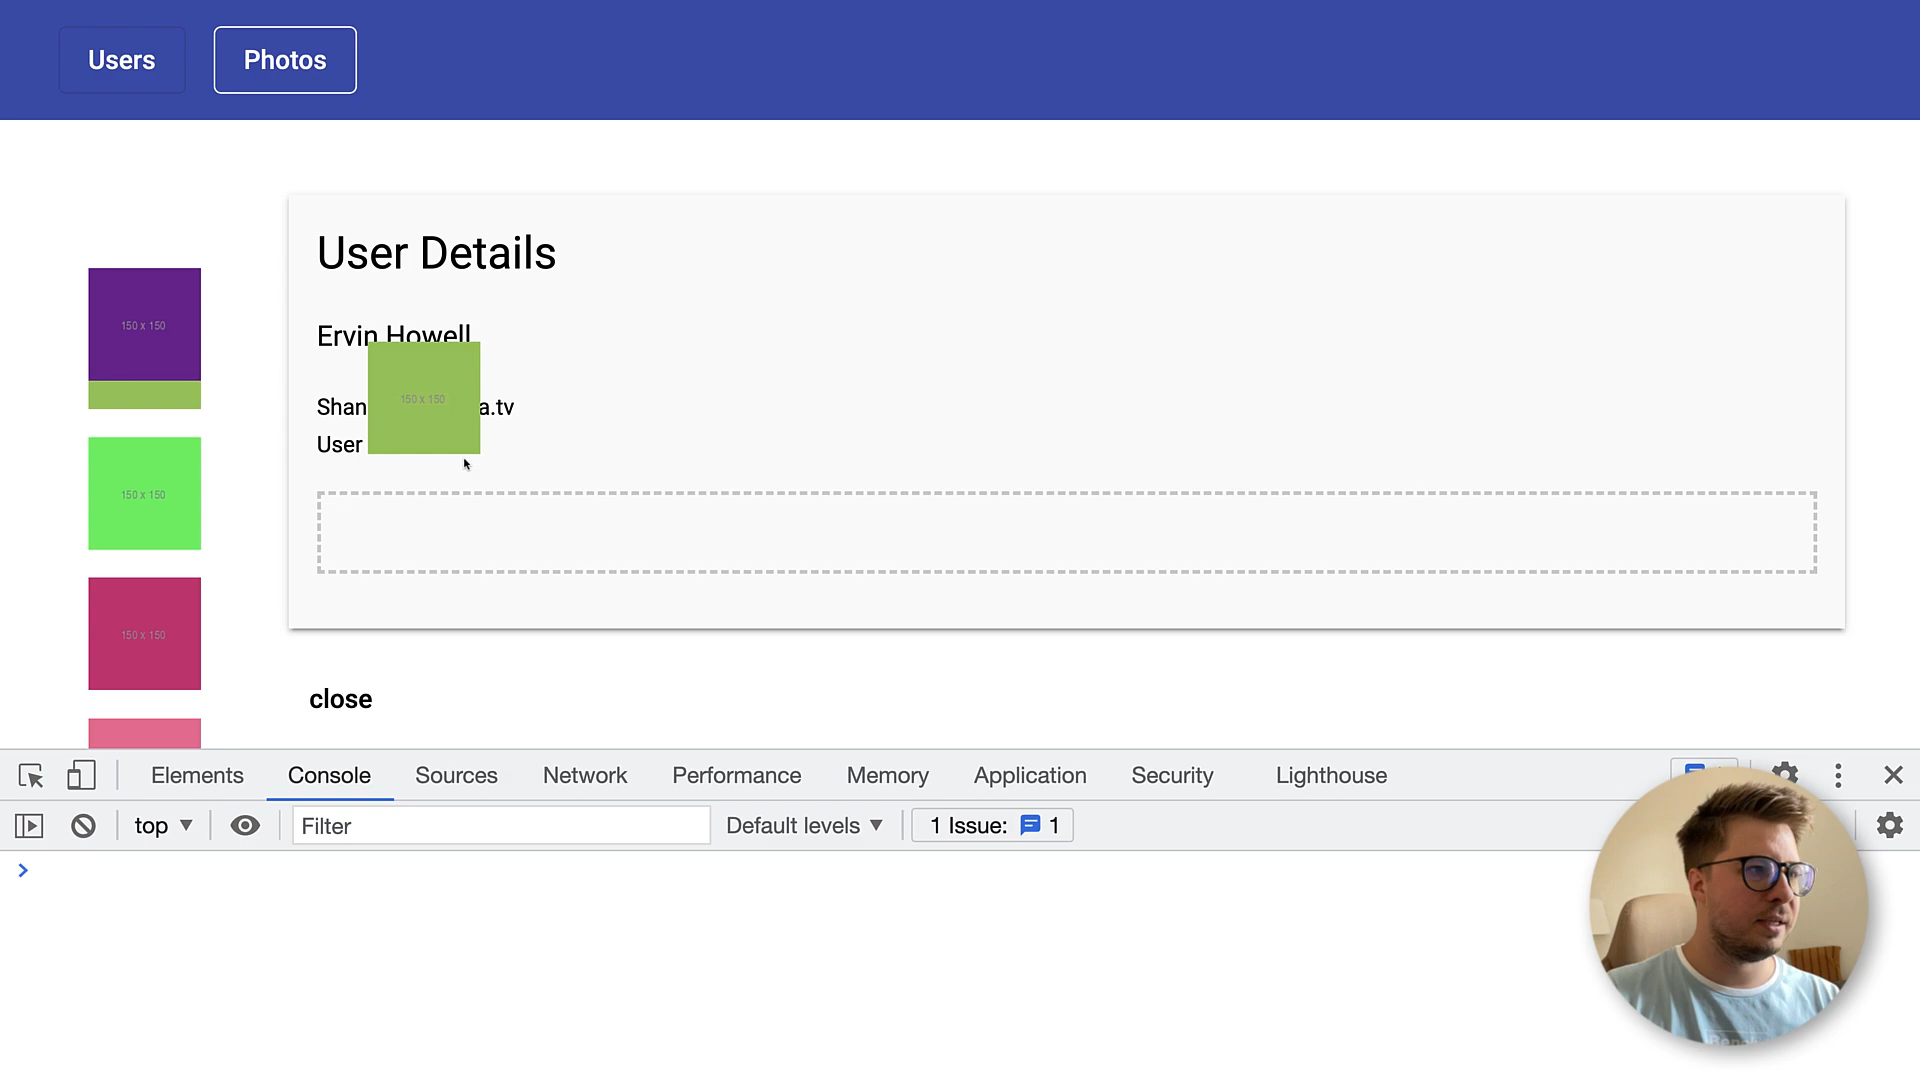 Users
Photos
User Details
Ervin Howell
150 x 150
150 x 150
Shan
a.tv
User
150 x 150
150 x 150
close
Elements
Console
Sources
Network
Performance
Memory
Application
Security
Lighthouse
top
Filter
Default levels
1 Issue:
1